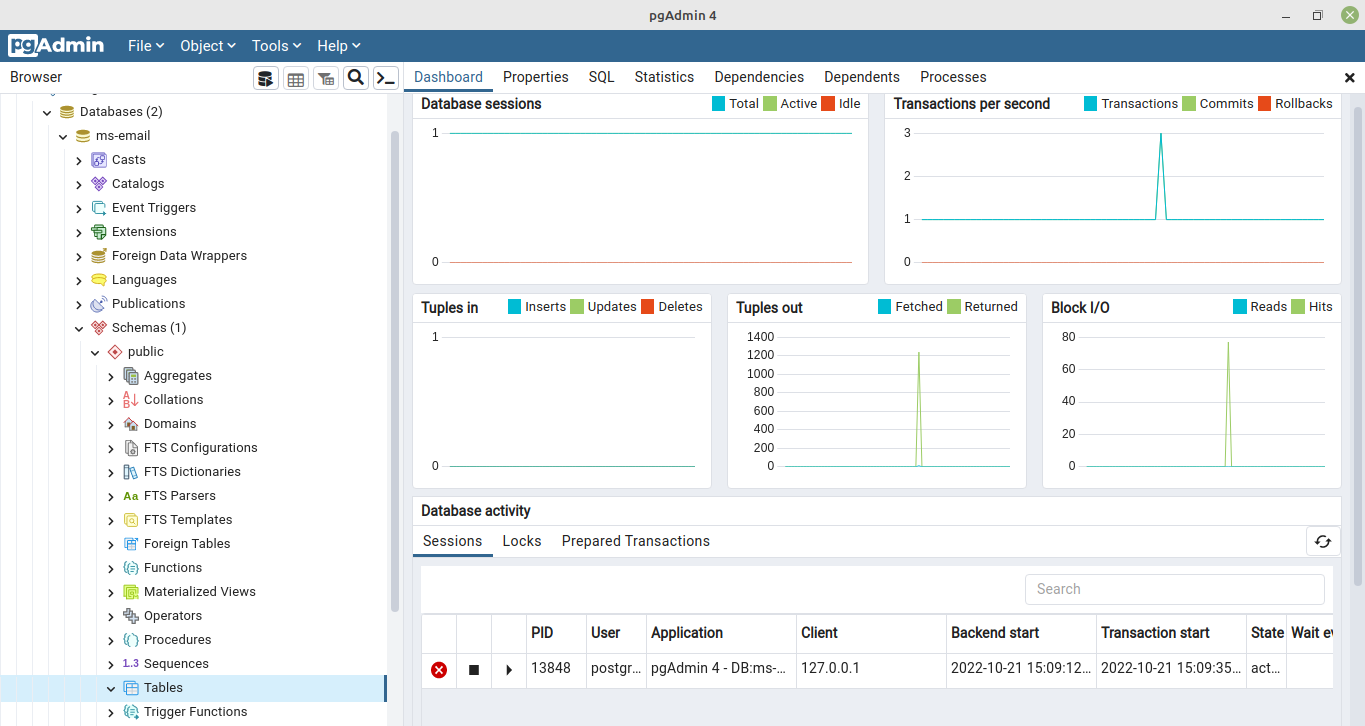 pgAdmin 4
pgAdmin File Object Tools Help
Browser
Dashboard Properties SQL Statistics Dependencies Dependents Processes
Databases (2)
ms-email
Casts
Catalogs
Event Triggers
Extensions
Foreign Data Wrappers
Languages
Publications
Schemas (1)
public
Aggregates
Collations
Domains
FTS Configurations
FTS Dictionaries
Aa FTS Parsers
FTS Templates
Foreign Tables
Functions
Materialized Views
Operators
Procedures
1..3 Sequences
Tables
Trigger Functions
Database sessions Total Active Idle
1
0
Transactions per second Transactions Commits Rollbacks
3
2
1
0
Tuples in Inserts Updates Deletes
1
0
Tuples out Fetched Returned
1400
1200
1000
800
600
400
200
0
Block I/O Reads Hits
80
60
40
20
0
Database activity
Sessions Locks Prepared Transactions
Search
PID User Application Client Backend start Transaction start State Wait ev
13848 postgr... pgAdmin 4 - DB:ms-... 127.0.0.1 2022-10-21 15:09:12... 2022-10-21 15:09:35... act...